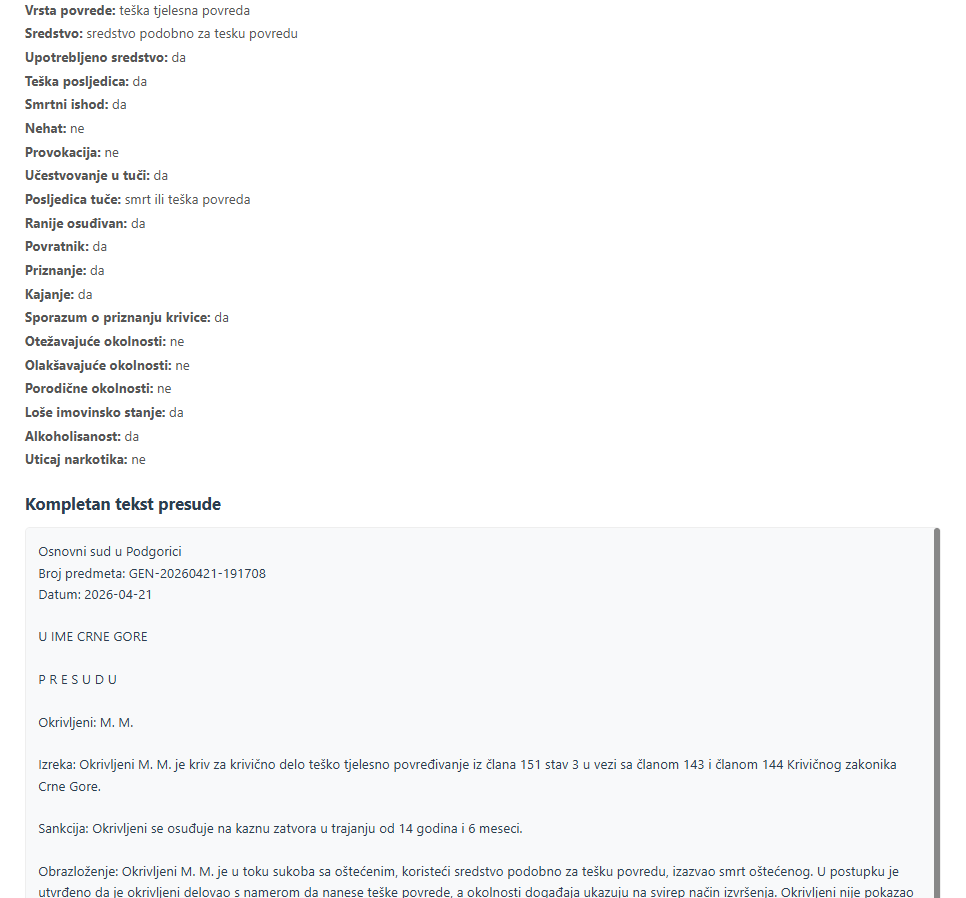 Vrsta povrede: teška tjelesna povreda
Sredstvo: sredstvo podobno za tesku povredu
Upotrebljeno sredstvo: da
Teška posljedica: da
Smrtni ishod: da
Nehat: ne
Provokacija: ne
Učestvovanje u tuči: da
Posljedica tuče: smrt ili teška povreda
Ranije osuđivan: da
Povratnik: da
Priznanje: da
Kajanje: da
Sporazum o priznanju krivice: da
Otežavajuće okolnosti: ne
Olakšavajuće okolnosti: ne
Porodične okolnosti: ne
Loše imovinsko stanje: da
Alkoholisanost: da
Uticaj narkotika: ne
Kompletan tekst presude
Osnovni sud u Podgorici
Broj predmeta: GEN-20260421-191708
Datum: 2026-04-21
U IME CRNE GORE
P R E S U D U
Okrivljeni: M. M.
Izreka: Okrivljeni M. M. je kriv za krivično delo teško tjelesno povređivanje iz člana 151 stav 3 u vezi sa članom 143 i članom 144 Krivičnog zakonika
Crne Gore.
Sankcija: Okrivljeni se osuđuje na kaznu zatvora u trajanju od 14 godina i 6 meseci.
Obrazloženje: Okrivljeni M. M. je u toku sukoba sa oštećenim, koristeći sredstvo podobno za tešku povredu, izazvao smrt oštećenog. U postupku je
utvrđeno da je okrivljeni delovao s namerom da nanese teške povrede, a okolnosti događaja ukazuju na svirep način izvršenja. Okrivljeni nije pokazao